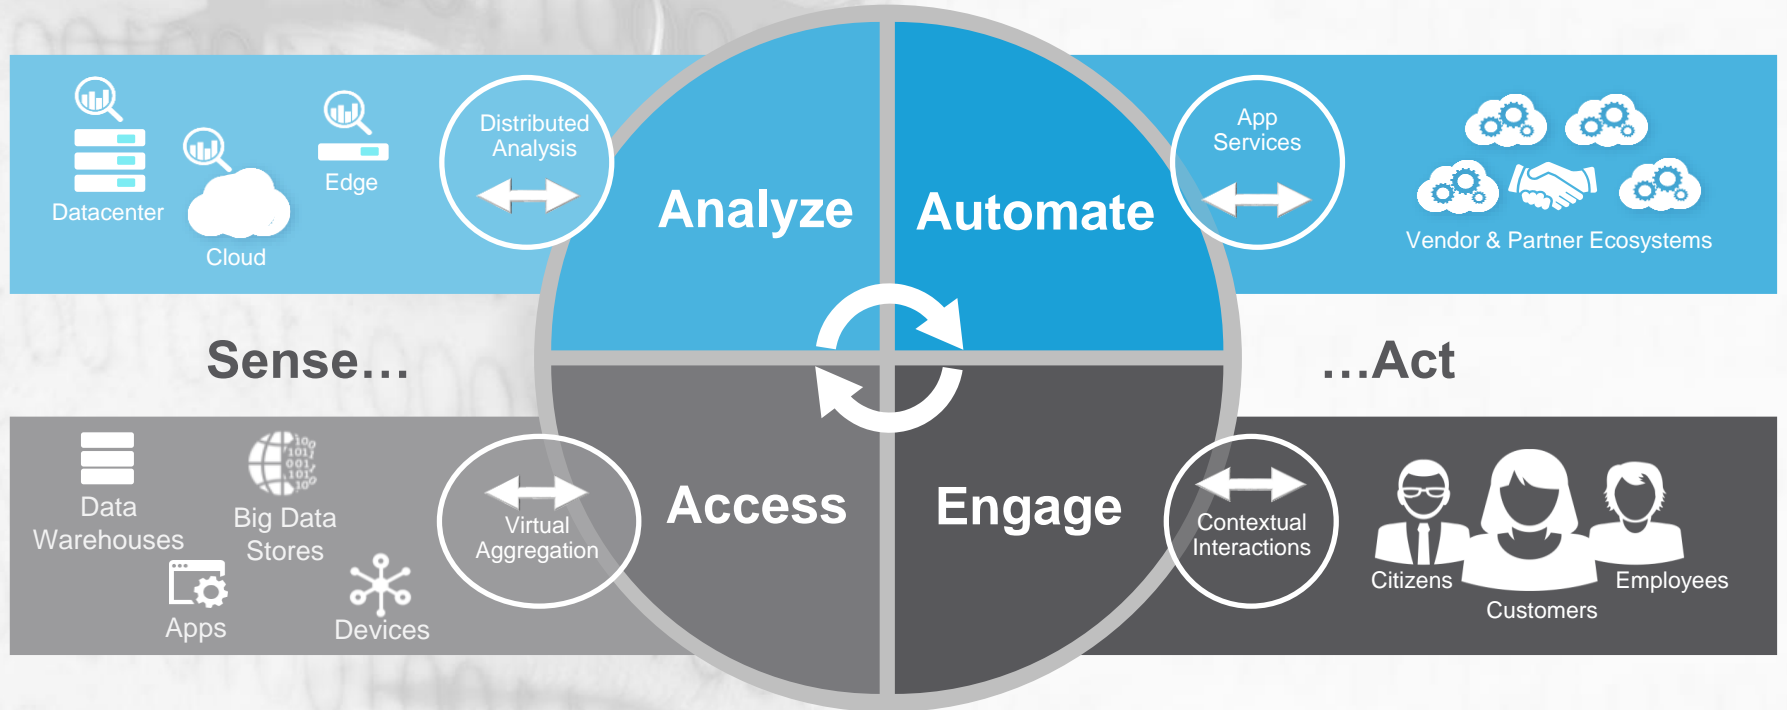 Distributed
Analysis
Datacenter
Cloud
Edge
Analyze
Automate
App
Services
Vendor & Partner Ecosystems
Sense...
...Act
Data
Warehouses
Big Data
Stores
Apps
Devices
Virtual
Aggregation
Access
Engage
Contextual
Interactions
Citizens
Customers
Employees